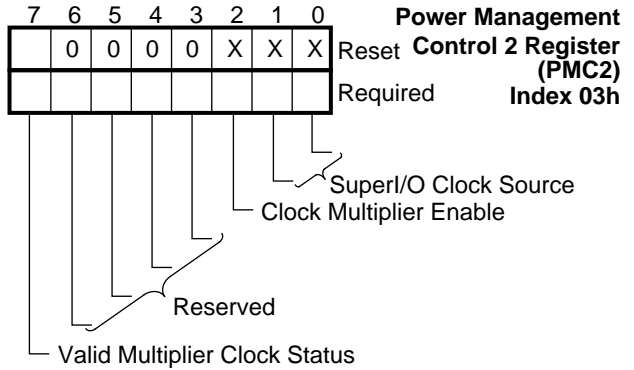 7 6 5 4 3 2 1 0
Power Management
0 0 0 0 X X X Reset Control 2 Register
(PMC2)
Required Index 03h
SuperI/O Clock Source
Clock Multiplier Enable
Reserved
Valid Multiplier Clock Status